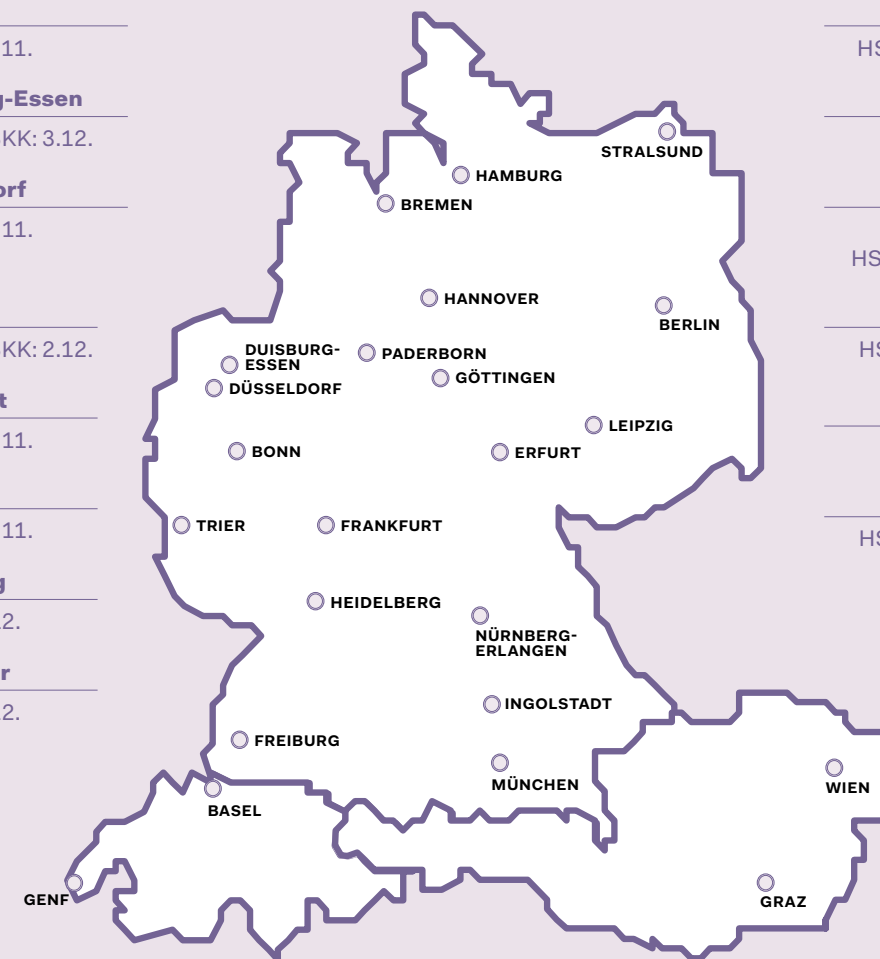 11.
g-Essen
KK: 3.12.
orf
11.
KK: 2.12.
t
11.
11.
g
2.
r
2.
STRALSUND
HAMBURG
BREMEN
HANNOVER
BERLIN
DUISBURG-
ESSEN
PADERBORN
GÖTTINGEN
DÜSSELDORF
LEIPZIG
BONN
ERFURT
TRIER
FRANKFURT
HEIDELBERG
NÜRNBERG-
ERLANGEN
INGOLSTADT
FREIBURG
MÜNCHEN
WIEN
BASEL
GENF
GRAZ
HS
HS
HS
HS